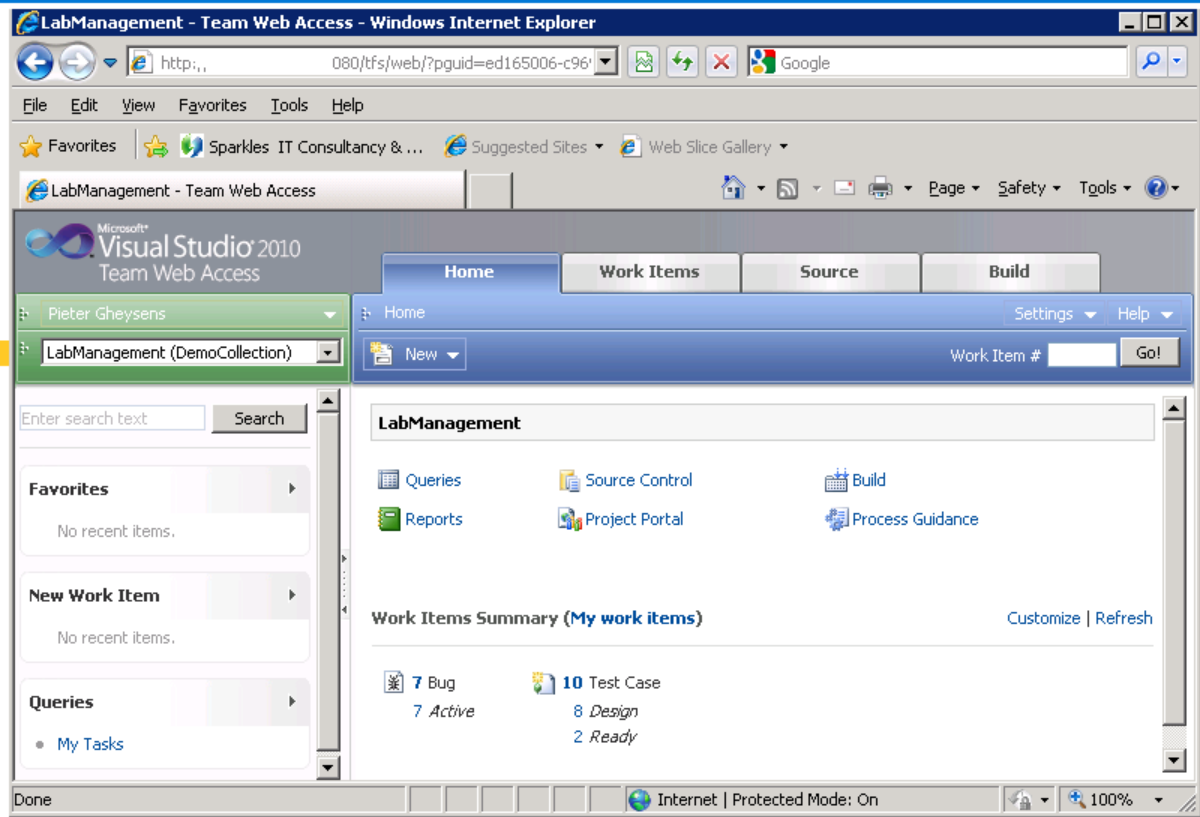 LabManagement - Team Web Access - Windows Internet Explorer
http:,, 080/tfs/web/?pguid=ed165006-c96 Google
File Edit View Favorites Tools Help
Favorites Sparkles IT Consultancy & ... Suggested Sites Web Slice Gallery
LabManagement - Team Web Access Page Safety Tools
Microsoft
Visual Studio 2010
Team Web Access
Home Work Items Source Build
Pieter Gheysens Home Settings Help
LabManagement (DemoCollection) New Work Item # Go!
Enter search text Search
LabManagement
Favorites
No recent items.
Queries Source Control Build
Reports Project Portal Process Guidance
New Work Item
No recent items.
Work Items Summary (My work items) Customize | Refresh
Queries
My Tasks
7 Bug 10 Test Case
7 Active 8 Design
2 Ready
Done Internet | Protected Mode: On 100%